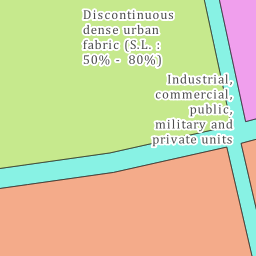 Discontinuous
dense urban
fabric (S.L. :
50% - 80%)
Industrial,
commercial,
public,
military and
private units